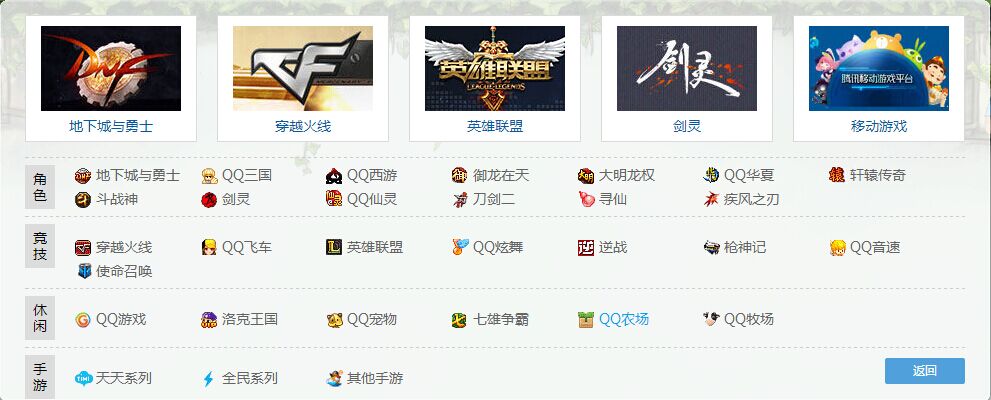 DNF
CF
MERCENARY F
英雄联盟
LEAGUE OF LEGENDS
剑灵
腾讯移动游戏平台
地下城与勇士 穿越火线 英雄联盟 剑灵 移动游戏
角色
地下城与勇士 QQ三国 QQ西游 御龙在天 大明龙权 QQ华夏 轩辕传奇
斗战神 剑灵 QQ仙灵 刀剑二 寻仙 疾风之刃
竞技
穿越火线 QQ飞车 英雄联盟 QQ炫舞 逆战 枪神记 QQ音速
使命召唤
休闲
QQ游戏 洛克王国 QQ宠物 七雄争霸 QQ农场 QQ牧场
手游
天天系列 全民系列 其他手游
返回